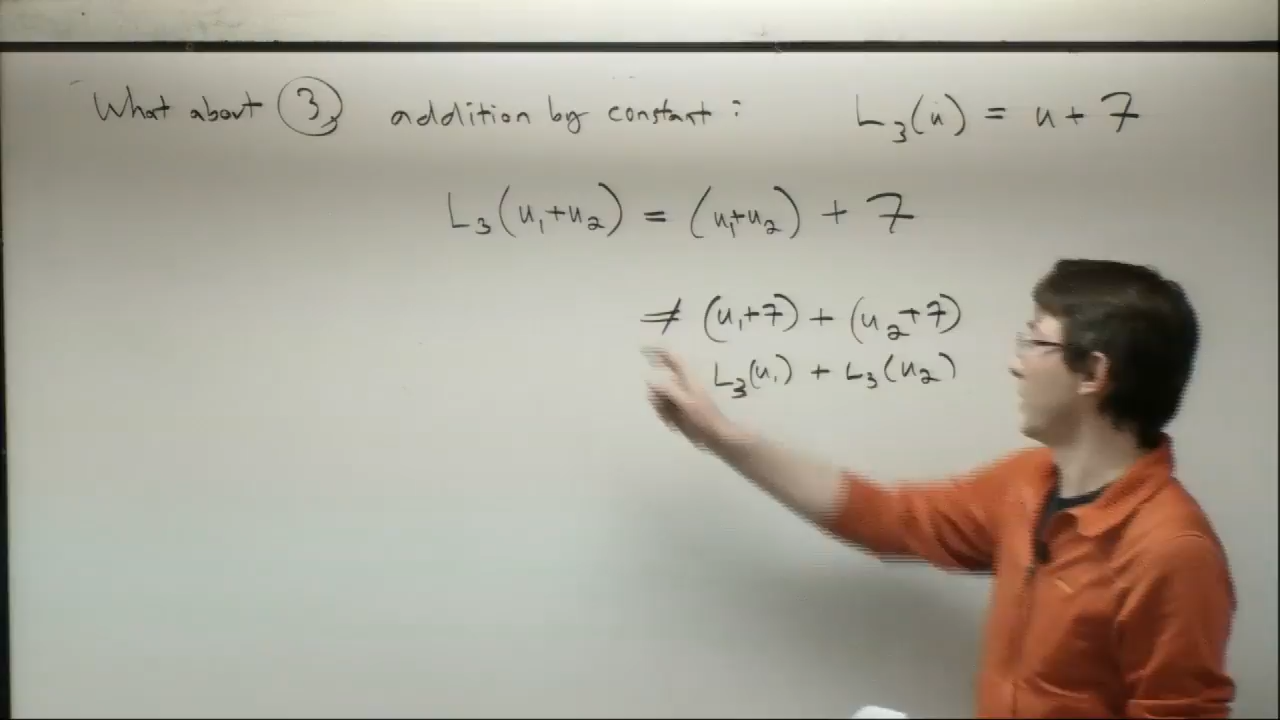 What about ③ addition by constant : L₃(u) = u + 7
L₃(u₁+u₂) = (u₁+u₂) + 7
≠ (u₁+7) + (u₂+7)
L₃(u₁) + L₃(u₂)